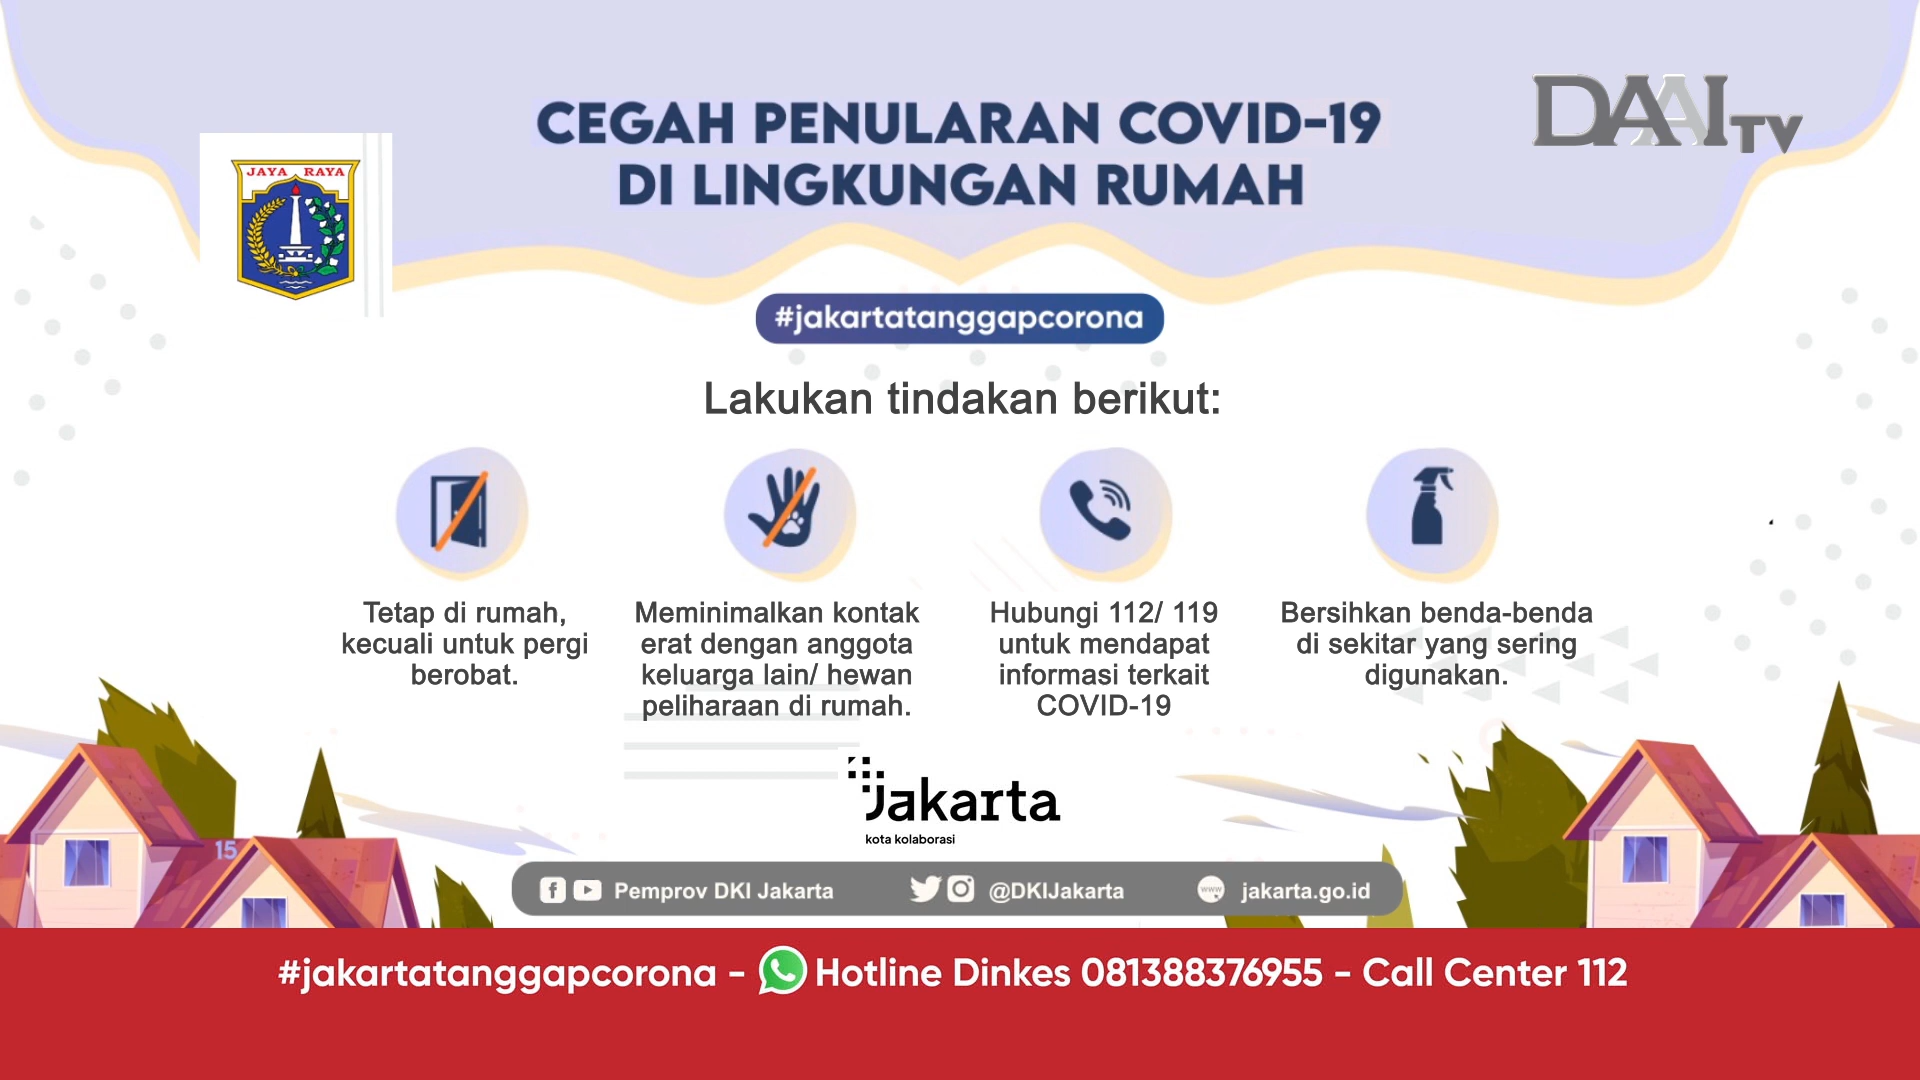 CEGAH PENULARAN COVID-19
DI LINGKUNGAN RUMAH
DAAI TV
JAYA RAYA
#jakartatanggapcorona
Lakukan tindakan berikut:
Tetap di rumah,
kecuali untuk pergi
berobat.
Meminimalkan kontak
erat dengan anggota
keluarga lain/ hewan
peliharaan di rumah.
Hubungi 112/ 119
untuk mendapat
informasi terkait
COVID-19
Bersihkan benda-benda
di sekitar yang sering
digunakan.
Jakarta
kota kolaborasi
15
Pemprov DKI Jakarta
@DKIJakarta
www
jakarta.go.id
#jakartatanggapcorona - Hotline Dinkes 081388376955 - Call Center 112